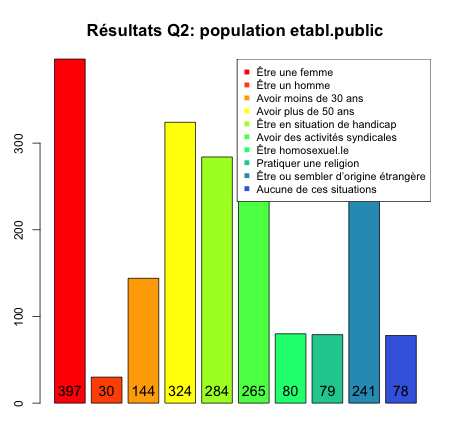 Résultats Q2: population etabl.public
Être une femme
Être un homme
Avoir moins de 30 ans
Avoir plus de 50 ans
Être en situation de handicap
Avoir des activités syndicales
Être homosexuel.le
Pratiquer une religion
Être ou sembler d'origine étrangère
Aucune de ces situations
300
200
100
0
397 30 144 324 284 265 80 79 241 78